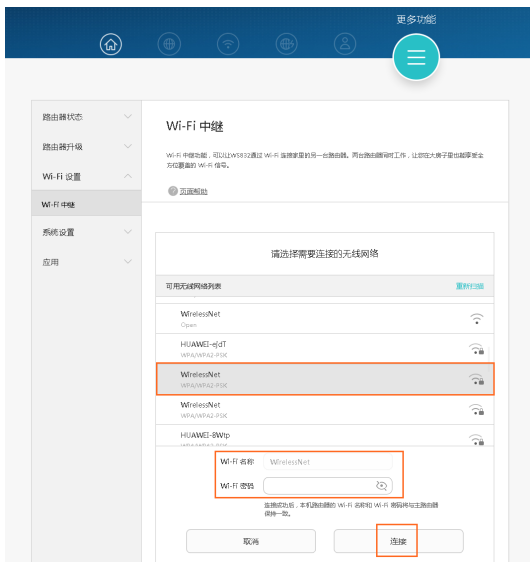 更多功能
路由器状态
路由器升级
Wi-Fi 设置
Wi-Fi 中继
系统设置
应用
Wi-Fi 中继
Wi-Fi 中继功能，可以让WS832通过 Wi-Fi 连接家里的另一台路由器。两台路由器同时工作，让您在大房子里也能享受全
方位覆盖的 Wi-Fi 信号。
页面帮助
请选择需要连接的无线网络
可用无线网络列表 重新扫描
WirelessNet
Open
HUAWEI-ejdT
WPA/WPA2-PSK
WirelessNet
WPA/WPA2-PSK
WirelessNet
WPA/WPA2-PSK
HUAWEI-8Wtp
WPA/WPA2-PSK
Wi-Fi 名称 WirelessNet
Wi-Fi 密码
连接成功后，本机路由器的 Wi-Fi 名称和 Wi-Fi 密码将与主路由器
保持一致。
取消 连接